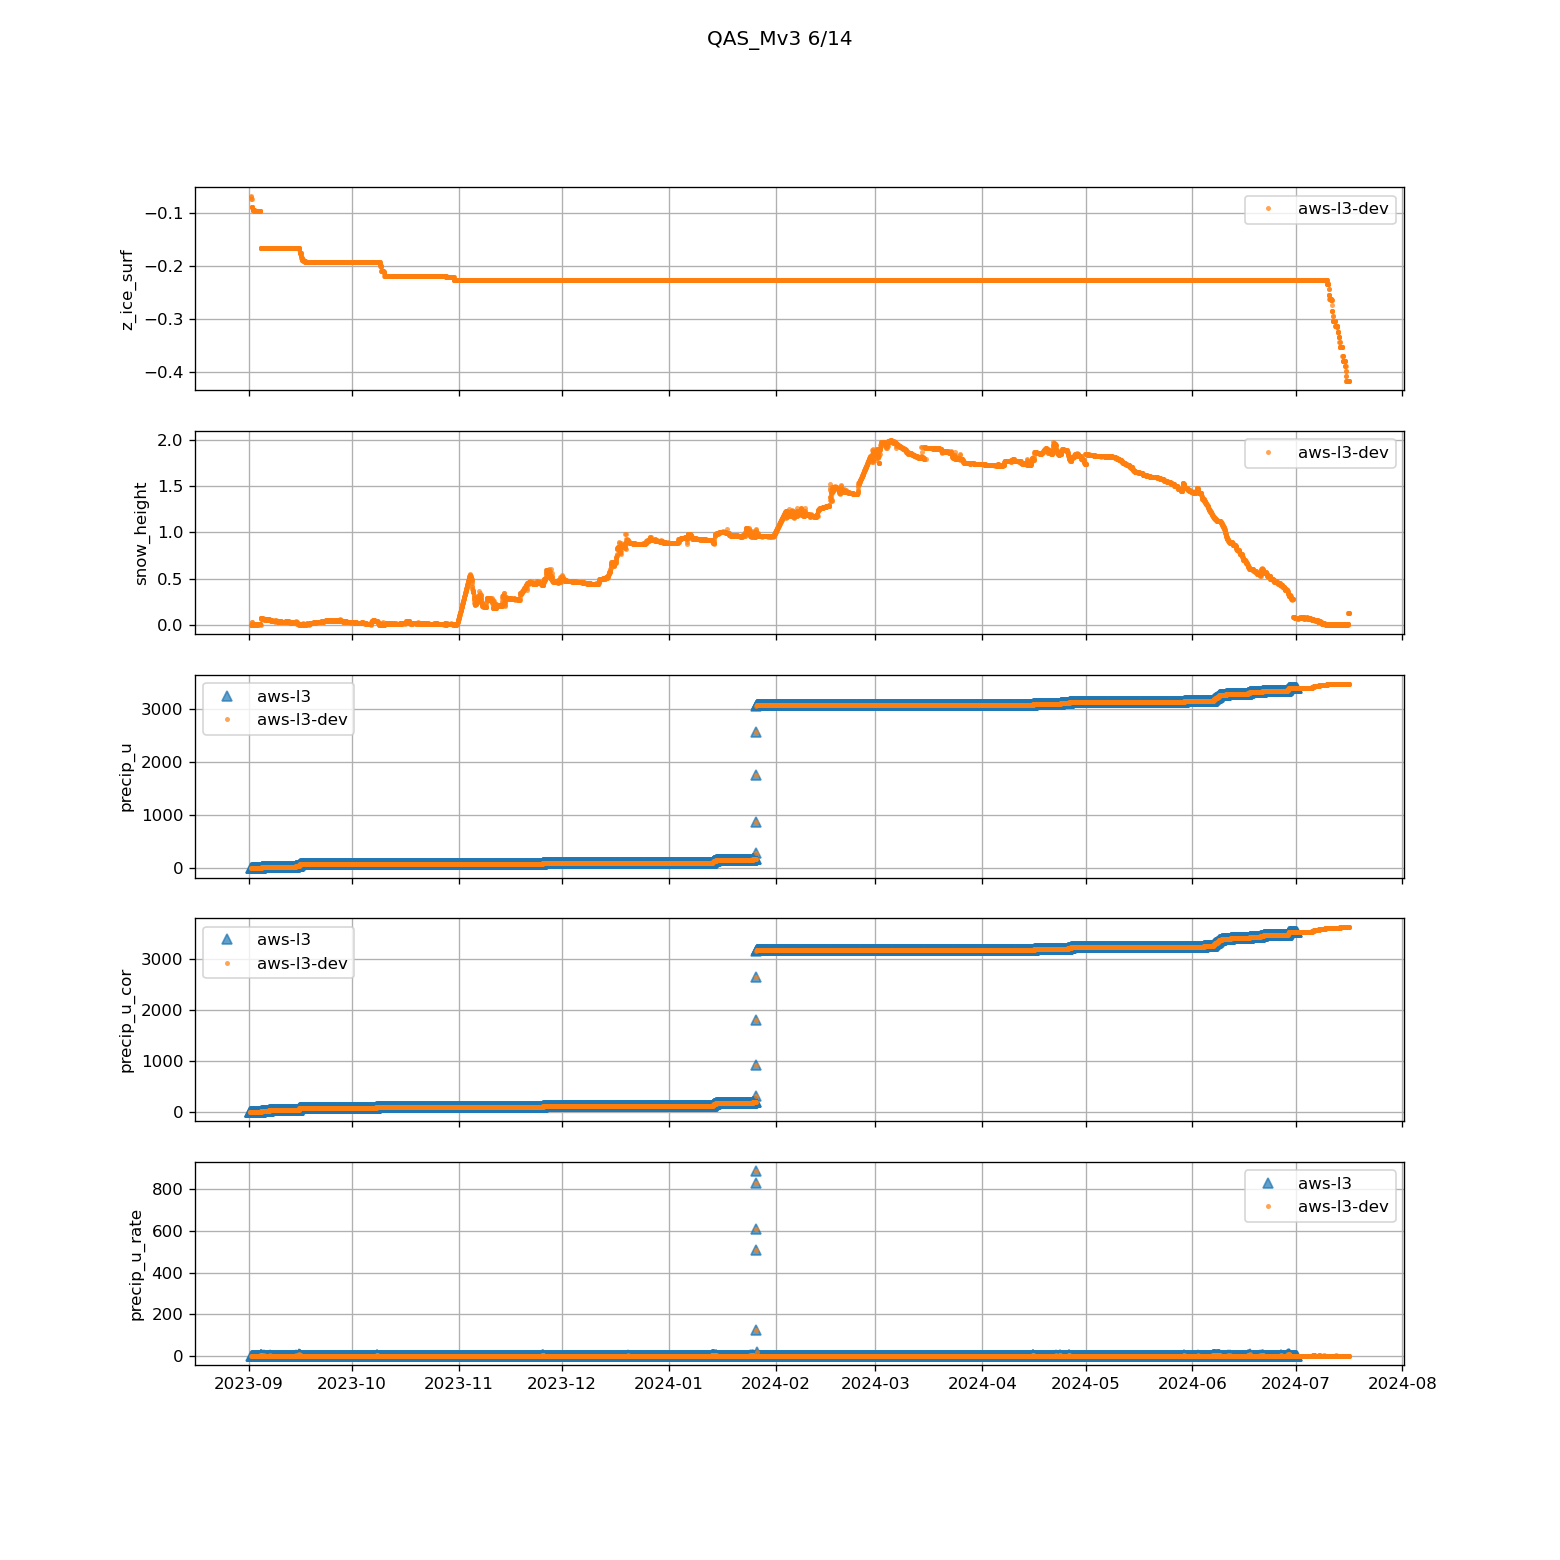 QAS_Mv3 6/14
z_ice_surf
−0.1
−0.2
−0.3
−0.4
aws-l3-dev
snow_height
2.0
1.5
1.0
0.5
0.0
aws-l3-dev
precip_u
3000
2000
1000
0
aws-l3
aws-l3-dev
precip_u_cor
3000
2000
1000
0
aws-l3
aws-l3-dev
precip_u_rate
800
600
400
200
0
aws-l3
aws-l3-dev
2023-09 2023-10 2023-11 2023-12 2024-01 2024-02 2024-03 2024-04 2024-05 2024-06 2024-07 2024-08